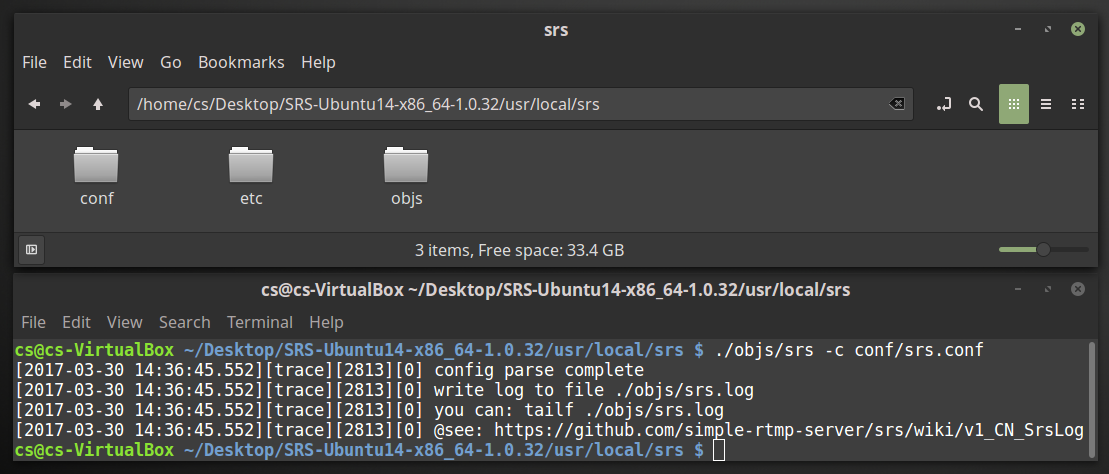 srs
File Edit View Go Bookmarks Help
/home/cs/Desktop/SRS-Ubuntu14-x86_64-1.0.32/usr/local/srs
conf etc objs
3 items, Free space: 33.4 GB
cs@cs-VirtualBox ~/Desktop/SRS-Ubuntu14-x86_64-1.0.32/usr/local/srs
File Edit View Search Terminal Help
cs@cs-VirtualBox ~/Desktop/SRS-Ubuntu14-x86_64-1.0.32/usr/local/srs $ ./objs/srs -c conf/srs.conf
[2017-03-30 14:36:45.552][trace][2813][0] config parse complete
[2017-03-30 14:36:45.552][trace][2813][0] write log to file ./objs/srs.log
[2017-03-30 14:36:45.552][trace][2813][0] you can: tailf ./objs/srs.log
[2017-03-30 14:36:45.552][trace][2813][0] @see: https://github.com/simple-rtmp-server/srs/wiki/v1_CN_SrsLog
cs@cs-VirtualBox ~/Desktop/SRS-Ubuntu14-x86_64-1.0.32/usr/local/srs $